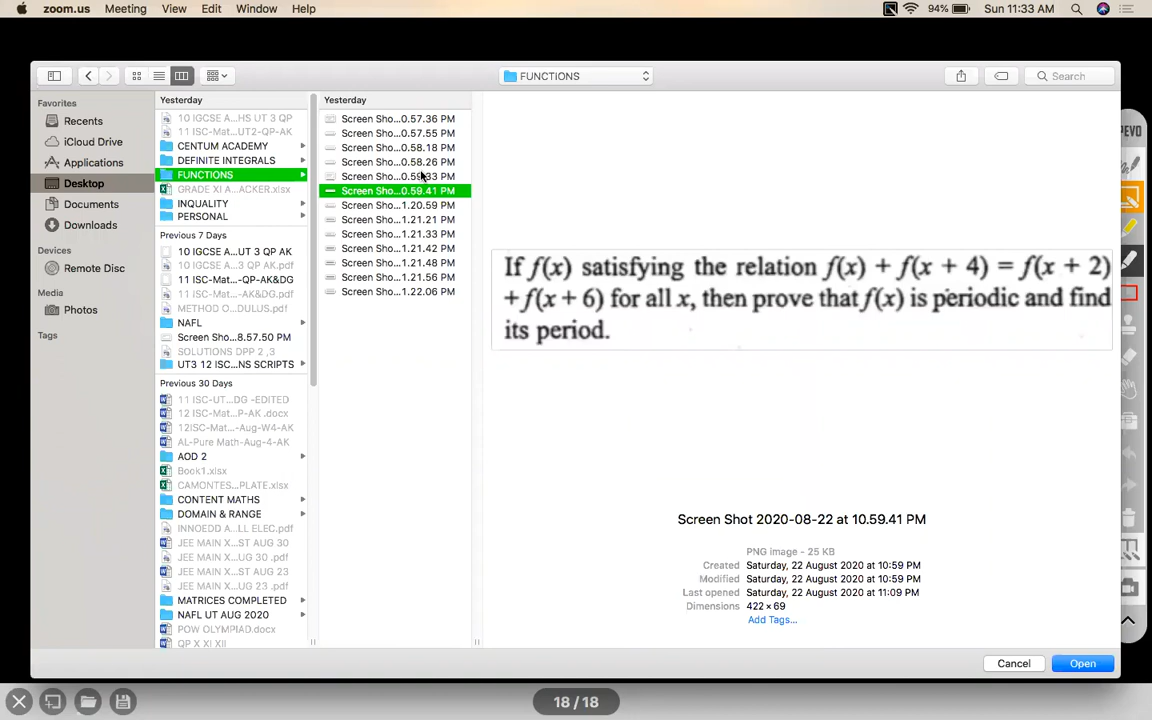 zoom.us Meeting View Edit Window Help 94% Sun 11:33 AM
FUNCTIONS
Search
Favorites
Recents
iCloud Drive
Applications
Desktop
Documents
Downloads
Devices
Remote Disc
Media
Photos
Tags
Yesterday
10 IGCSE A...HS UT 3 QP
11 ISC-Mat...UT2-QP-AK
CENTUM ACADEMY
DEFINITE INTEGRALS
FUNCTIONS
GRADE XI A...ACKER.xlsx
INQUALITY
PERSONAL
Previous 7 Days
10 IGCSE A...UT 3 QP AK
10 IGCSE A...3 QP AK.pdf
11 ISC-Mat...-QP-AK&DG
11 ISC-Mat...-AK&DG.pdf
METHOD O...DULUS.pdf
NAFL
Screen Sho...8.57.50 PM
SOLUTIONS DPP 2 ,3
UT3 12 ISC...NS SCRIPTS
Previous 30 Days
11 ISC-UT...DG -EDITED
12 ISC-Mat...P-AK .docx
12ISC-Mat...-Aug-W4-AK
AL-Pure Math-Aug-4-AK
AOD 2
Book1.xlsx
CAMONTES...PLATE.xlsx
CONTENT MATHS
DOMAIN & RANGE
INNOEDD A...LL ELEC.pdf
JEE MAIN X...ST AUG 30
JEE MAIN X...UG 30 .pdf
JEE MAIN X...ST AUG 23
JEE MAIN X...UG 23 .pdf
MATRICES COMPLETED
NAFL UT AUG 2020
POW OLYMPIAD.docx
QP X XI XII
Yesterday
Screen Sho...0.57.36 PM
Screen Sho...0.57.55 PM
Screen Sho...0.58.18 PM
Screen Sho...0.58.26 PM
Screen Sho...0.59.33 PM
Screen Sho...0.59.41 PM
Screen Sho...1.20.59 PM
Screen Sho...1.21.21 PM
Screen Sho...1.21.33 PM
Screen Sho...1.21.42 PM
Screen Sho...1.21.48 PM
Screen Sho...1.21.56 PM
Screen Sho...1.22.06 PM
If f(x) satisfying the relation f(x) + f(x + 4) = f(x + 2)
+ f(x + 6) for all x, then prove that f(x) is periodic and find
its period.
Screen Shot 2020-08-22 at 10.59.41 PM
PNG image - 25 KB
Created Saturday, 22 August 2020 at 10:59 PM
Modified Saturday, 22 August 2020 at 10:59 PM
Last opened Saturday, 22 August 2020 at 11:09 PM
Dimensions 422 × 69
Add Tags...
Cancel
Open
18 / 18